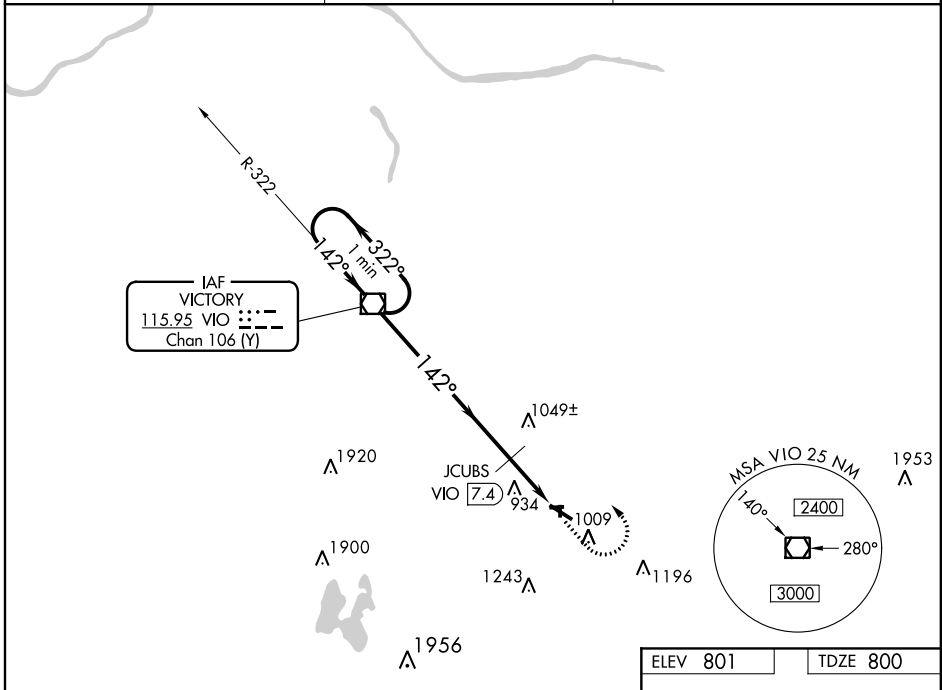 R-322
322°
1 min
142°
IAF
VICTORY
115.95 VIO
Chan 106 (Y)
142°
1049±
1920
JCUBS
VIO 7.4
934
1009
1900
1243
1196
1956
1953
MSA VIO 25 NM
140°
2400
280°
3000
ELEV 801
TDZE 800